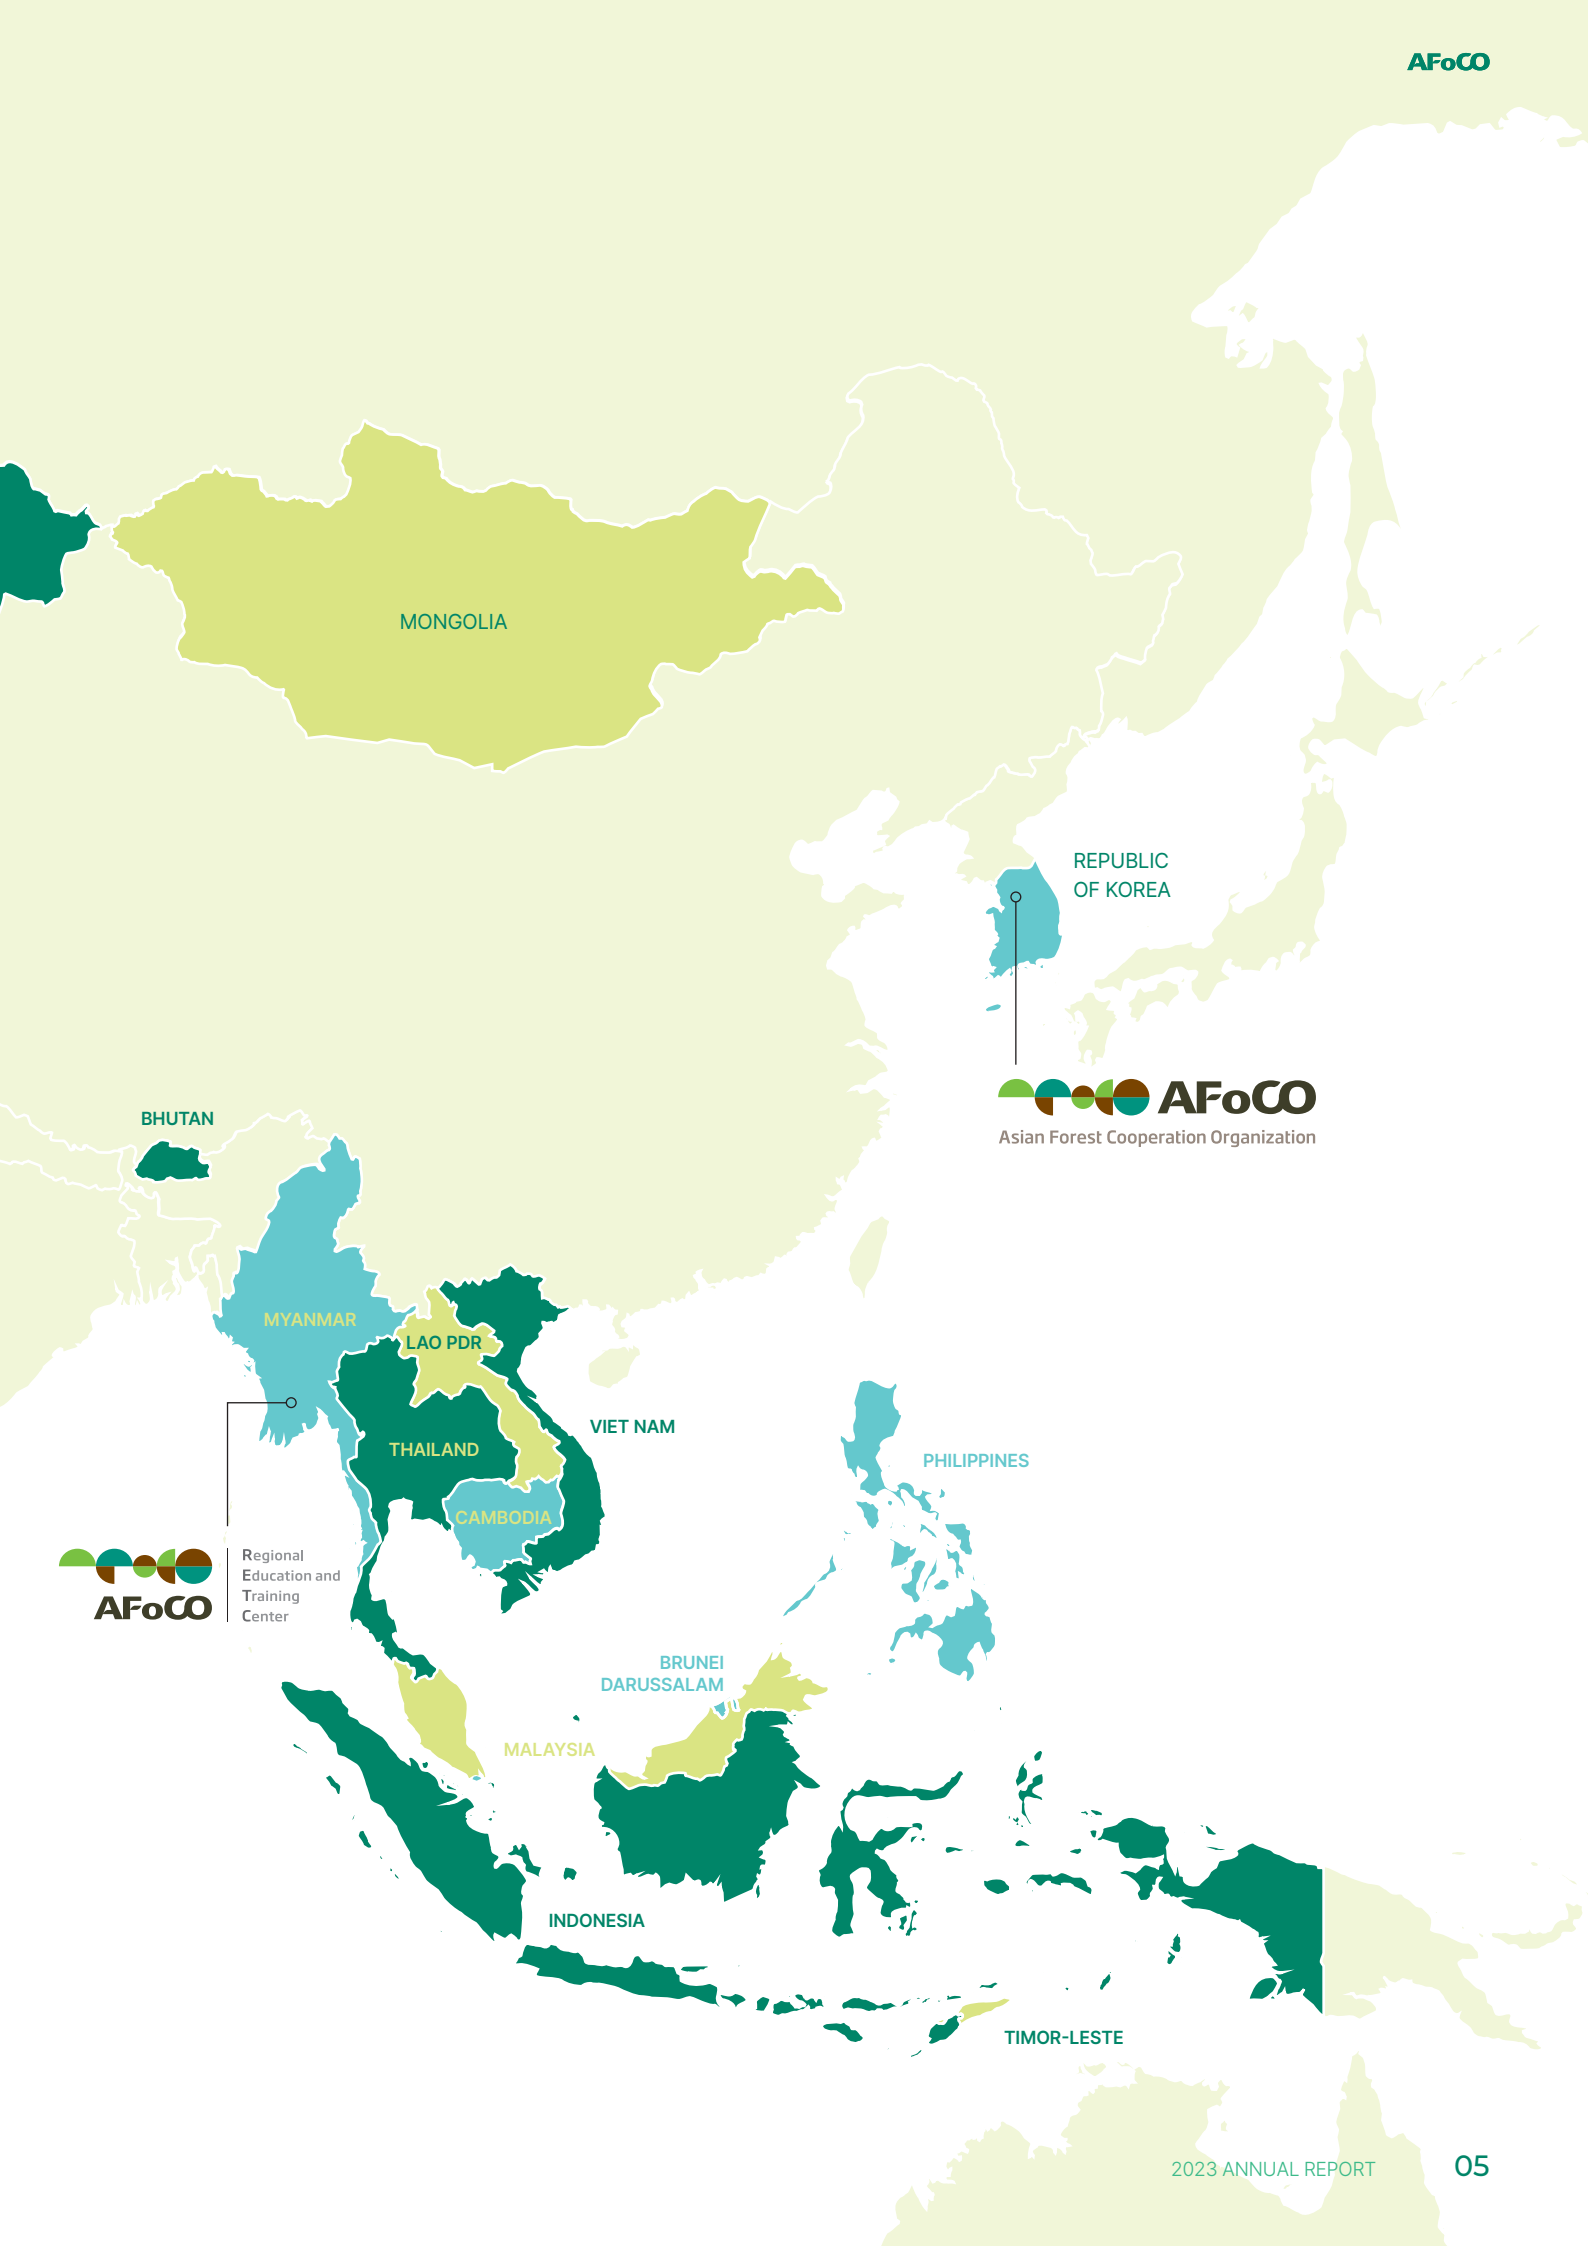 AFoCO
MONGOLIA
REPUBLIC
OF KOREA
AFoCO
Asian Forest Cooperation Organization
BHUTAN
MYANMAR
LAO PDR
VIET NAM
THAILAND
PHILIPPINES
CAMBODIA
Regional
Education and
Training
Center
AFoCO
BRUNEI
DARUSSALAM
MALAYSIA
INDONESIA
TIMOR-LESTE
2023 ANNUAL REPORT 05